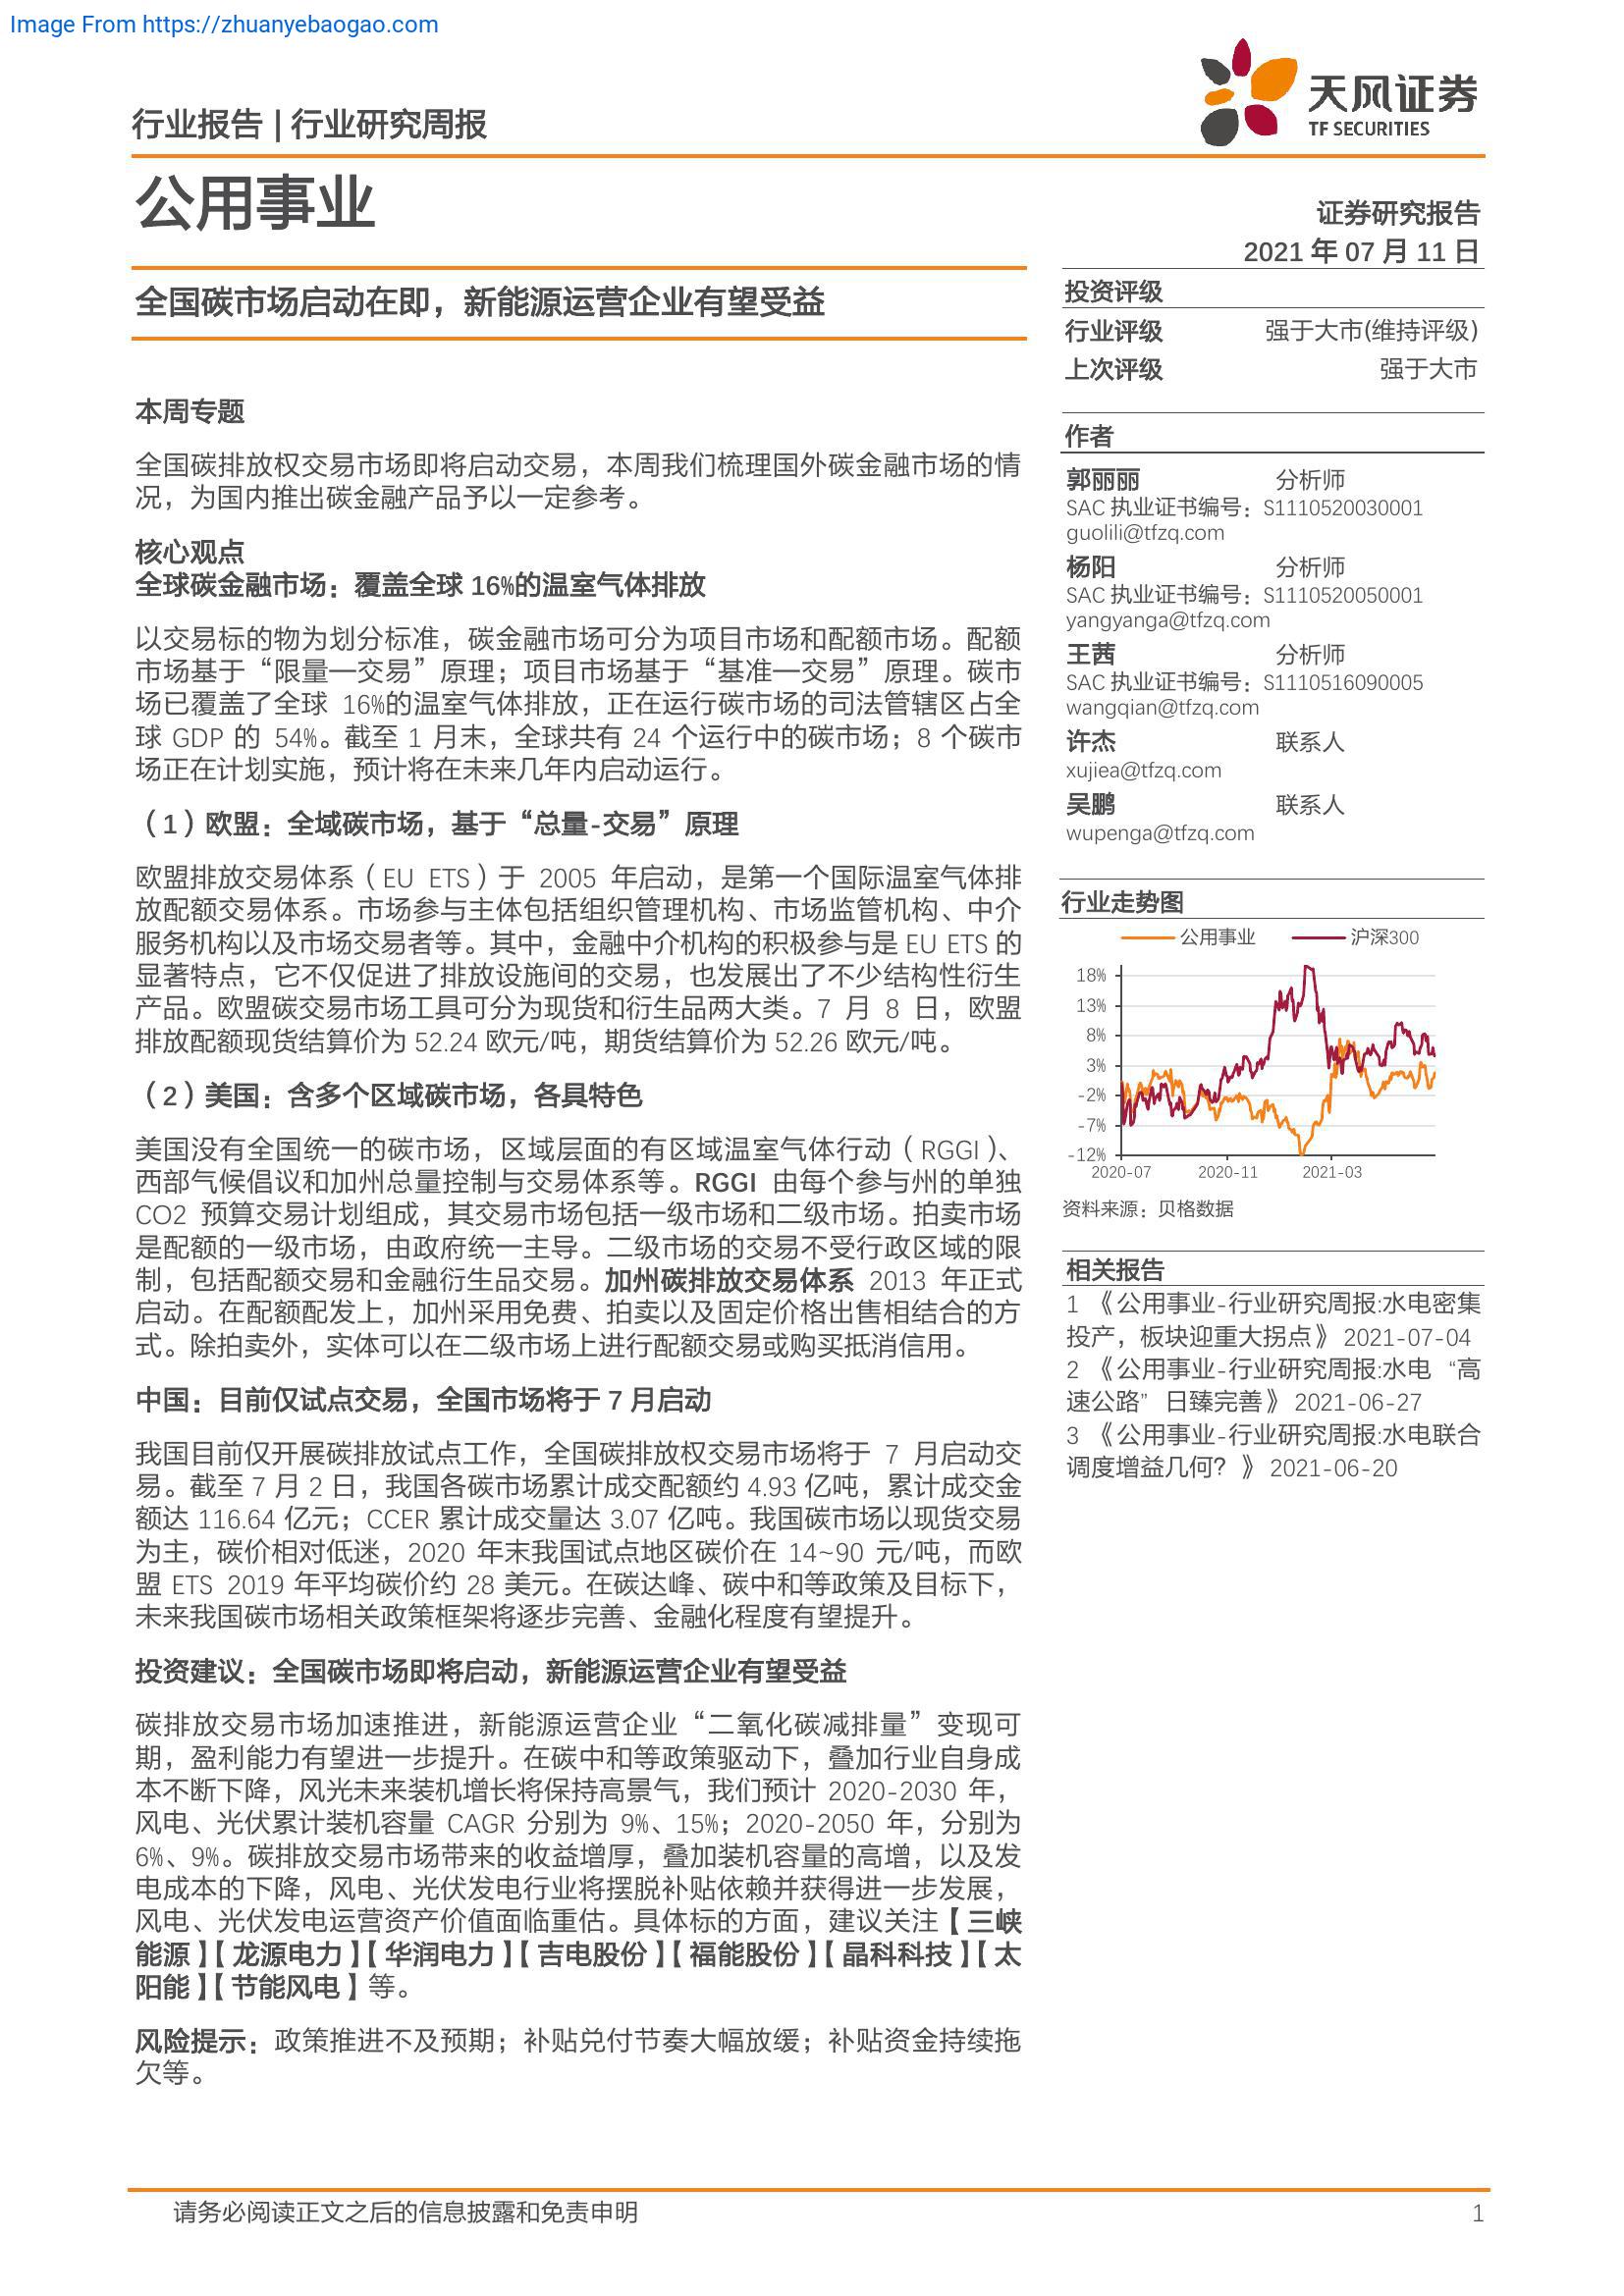 Image From https://zhuanyebaogao.com
行业报告 | 行业研究周报
天风证券
TF SECURITIES
公用事业
证券研究报告
2021 年 07 月 11 日
全国碳市场启动在即，新能源运营企业有望受益
投资评级
行业评级 强于大市(维持评级)
上次评级 强于大市
本周专题
全国碳排放权交易市场即将启动交易，本周我们梳理国外碳金融市场的情
况，为国内推出碳金融产品予以一定参考。
核心观点
全球碳金融市场：覆盖全球 16%的温室气体排放
以交易标的物为划分标准，碳金融市场可分为项目市场和配额市场。配额
市场基于“限量—交易”原理；项目市场基于“基准—交易”原理。碳市
场已覆盖了全球 16%的温室气体排放，正在运行碳市场的司法管辖区占全
球 GDP 的 54%。截至 1 月末，全球共有 24 个运行中的碳市场；8 个碳市
场正在计划实施，预计将在未来几年内启动运行。
（1）欧盟：全域碳市场，基于“总量-交易”原理
欧盟排放交易体系（EU ETS）于 2005 年启动，是第一个国际温室气体排
放配额交易体系。市场参与主体包括组织管理机构、市场监管机构、中介
服务机构以及市场交易者等。其中，金融中介机构的积极参与是 EU ETS 的
显著特点，它不仅促进了排放设施间的交易，也发展出了不少结构性衍生
产品。欧盟碳交易市场工具可分为现货和衍生品两大类。7 月 8 日，欧盟
排放配额现货结算价为 52.24 欧元/吨，期货结算价为 52.26 欧元/吨。
（2）美国：含多个区域碳市场，各具特色
美国没有全国统一的碳市场，区域层面的有区域温室气体行动（RGGI）、
西部气候倡议和加州总量控制与交易体系等。RGGI 由每个参与州的单独
CO2 预算交易计划组成，其交易市场包括一级市场和二级市场。拍卖市场
是配额的一级市场，由政府统一主导。二级市场的交易不受行政区域的限
制，包括配额交易和金融衍生品交易。加州碳排放交易体系 2013 年正式
启动。在配额配发上，加州采用免费、拍卖以及固定价格出售相结合的方
式。除拍卖外，实体可以在二级市场上进行配额交易或购买抵消信用。
中国：目前仅试点交易，全国市场将于 7 月启动
我国目前仅开展碳排放试点工作，全国碳排放权交易市场将于 7 月启动交
易。截至 7 月 2 日，我国各碳市场累计成交配额约 4.93 亿吨，累计成交金
额达 116.64 亿元；CCER 累计成交量达 3.07 亿吨。我国碳市场以现货交易
为主，碳价相对低迷，2020 年末我国试点地区碳价在 14~90 元/吨，而欧
盟 ETS 2019 年平均碳价约 28 美元。在碳达峰、碳中和等政策及目标下，
未来我国碳市场相关政策框架将逐步完善、金融化程度有望提升。
投资建议：全国碳市场即将启动，新能源运营企业有望受益
碳排放交易市场加速推进，新能源运营企业“二氧化碳减排量”变现可
期，盈利能力有望进一步提升。在碳中和等政策驱动下，叠加行业自身成
本不断下降，风光未来装机增长将保持高景气，我们预计 2020-2030 年，
风电、光伏累计装机容量 CAGR 分别为 9%、15%；2020-2050 年，分别为
6%、9%。碳排放交易市场带来的收益增厚，叠加装机容量的高增，以及发
电成本的下降，风电、光伏发电行业将摆脱补贴依赖并获得进一步发展，
风电、光伏发电运营资产价值面临重估。具体标的方面，建议关注【三峡
能源】【龙源电力】【华润电力】【吉电股份】【福能股份】【晶科科技】【太
阳能】【节能风电】等。
风险提示：政策推进不及预期；补贴兑付节奏大幅放缓；补贴资金持续拖
欠等。
作者
郭丽丽 分析师
SAC 执业证书编号：S1110520030001
guolili@tfzq.com
杨阳 分析师
SAC 执业证书编号：S1110520050001
yangyanga@tfzq.com
王茜 分析师
SAC 执业证书编号：S1110516090005
wangqian@tfzq.com
许杰 联系人
xujiea@tfzq.com
吴鹏 联系人
wupenga@tfzq.com
行业走势图
公用事业 沪深300
18%
13%
8%
3%
-2%
-7%
-12%
2020-07 2020-11 2021-03
资料来源：贝格数据
相关报告
1 《公用事业-行业研究周报:水电密集
投产，板块迎重大拐点》 2021-07-04
2 《公用事业-行业研究周报:水电 “高
速公路” 日臻完善》 2021-06-27
3 《公用事业-行业研究周报:水电联合
调度增益几何？》 2021-06-20
请务必阅读正文之后的信息披露和免责申明 1